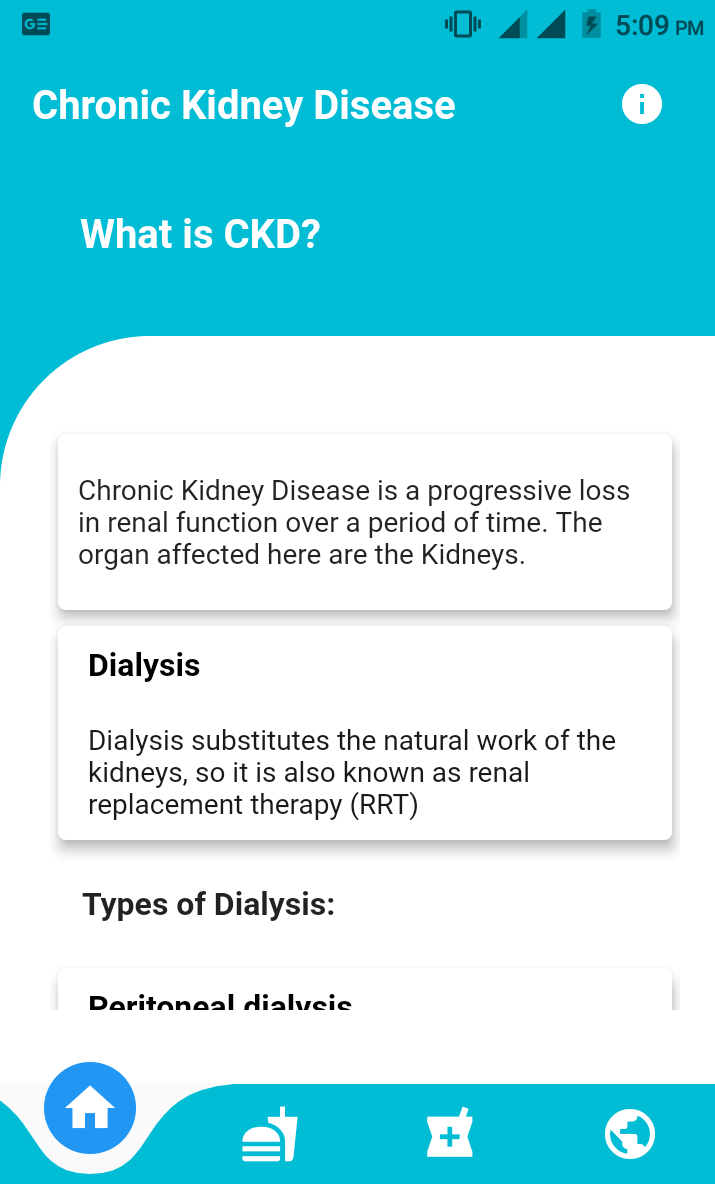 GE
5:09 PM
Chronic Kidney Disease
i
What is CKD?
Chronic Kidney Disease is a progressive loss
in renal function over a period of time. The
organ affected here are the Kidneys.
Dialysis
Dialysis substitutes the natural work of the
kidneys, so it is also known as renal
replacement therapy (RRT)
Types of Dialysis:
Peritoneal dialysis